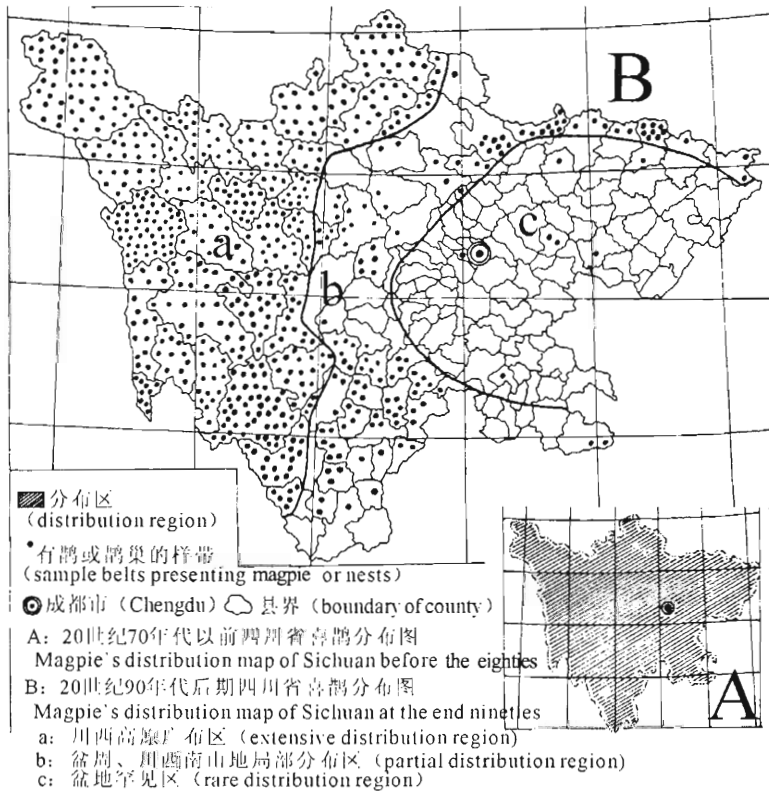 B
a
b
c
分布区
(distribution region)
有鹊或鹊巢的样带
(sample belts presenting magpie or nests)
成都市 (Chengdu) 县界 (boundary of county)
A: 20世纪70年代以前四川省喜鹊分布图
Magpie's distribution map of Sichuan before the eighties
B: 20世纪90年代后期四川省喜鹊分布图
Magpie's distribution map of Sichuan at the end nineties
a: 川西高原广布区 (extensive distribution region)
b: 盆周、川西南山地局部分布区 (partial distribution region)
c: 盆地罕见区 (rare distribution region)
A